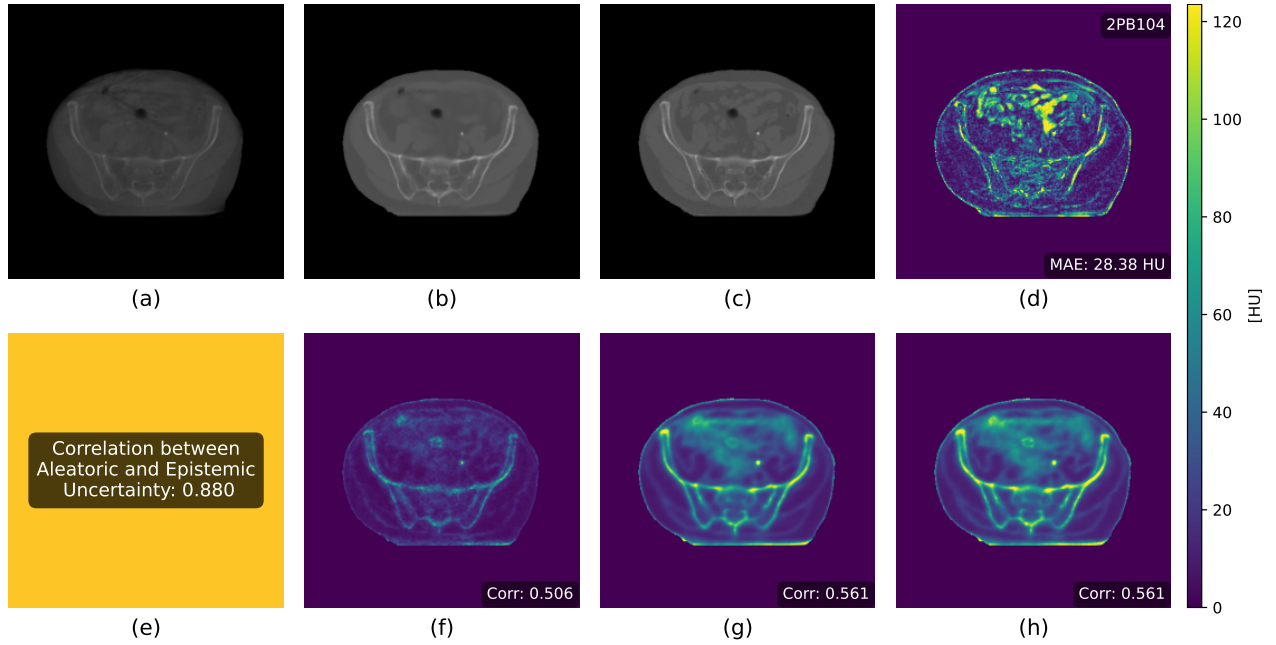 2PB104
MAE: 28.38 HU
(a)
(b)
(c)
(d)
Correlation between
Aleatoric and Epistemic
Uncertainty: 0.880
Corr: 0.506
Corr: 0.561
Corr: 0.561
(e)
(f)
(g)
(h)
120
100
80
60
40
20
0
[HU]